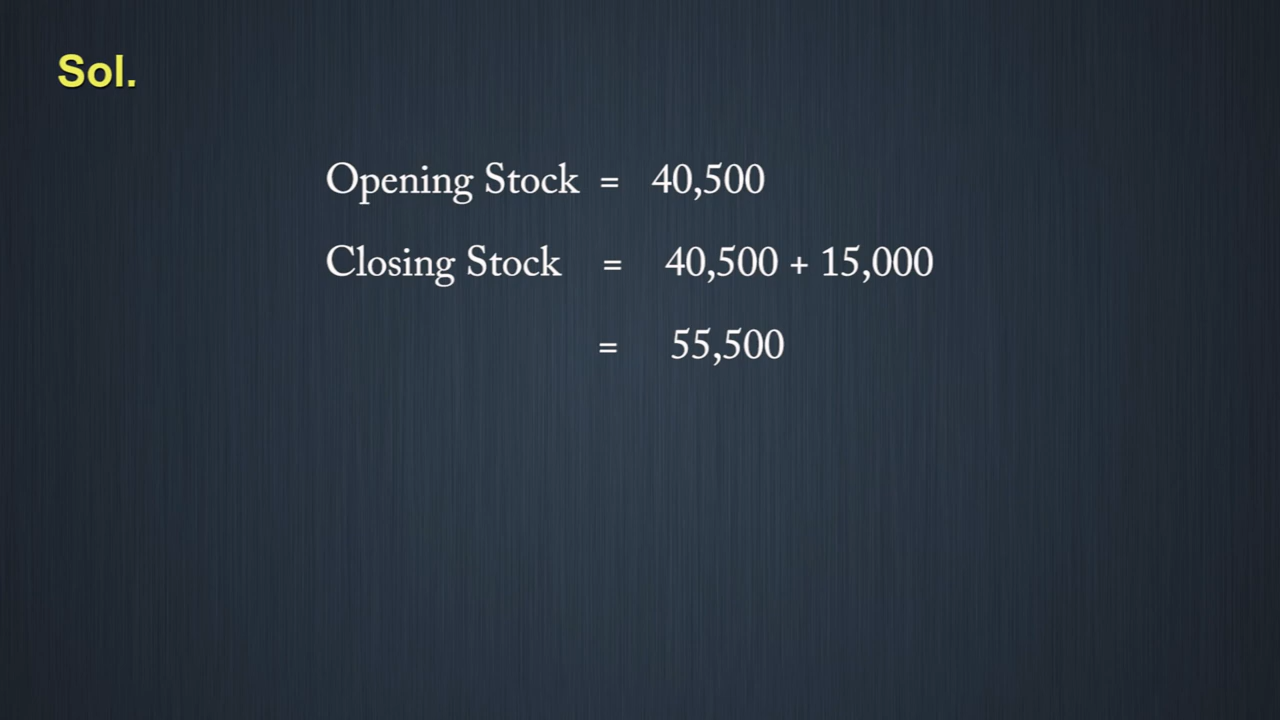 Sol.
Opening Stock = 40,500
Closing Stock = 40,500 + 15,000
= 55,500